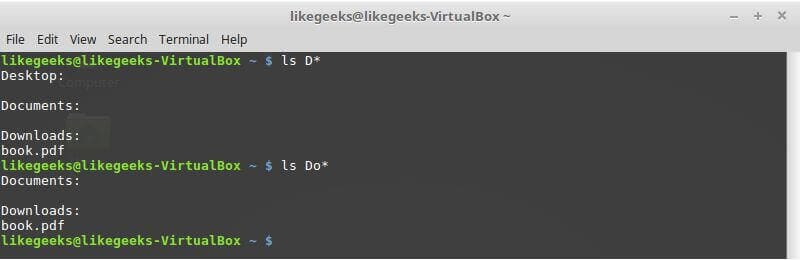 likegeeks@likegeeks-VirtualBox ~
File Edit View Search Terminal Help
likegeeks@likegeeks-VirtualBox ~ $ ls D*
Desktop:
Computer
Documents:
Downloads:
book.pdf
likegeeks@likegeeks-VirtualBox ~ $ ls Do*
Documents:
Downloads:
book.pdf
likegeeks@likegeeks-VirtualBox ~ $